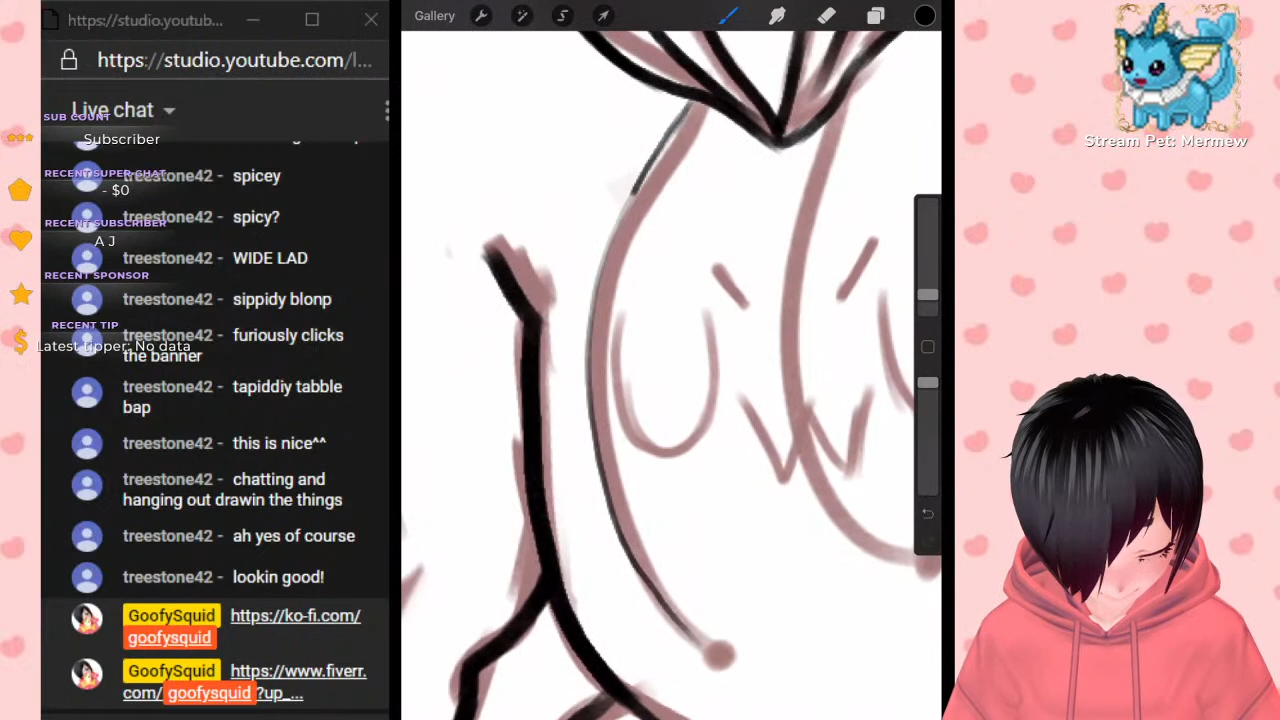 https://studio.youtub...
https://studio.youtube.com/l...
Live chat
SUB COUNT
Subscriber
treestone42 - spicey
RECENT SUPER CHAT
- $0
treestone42 - spicy?
RECENT SUBSCRIBER
A J
treestone42 - WIDE LAD
RECENT SPONSOR
treestone42 - sippidy blonp
RECENT TIP
Latest tipper: No data
treestone42 - furiously clicks
the banner
treestone42 - tapiddiy tabble
bap
treestone42 - this is nice^^
treestone42 - chatting and
hanging out drawin the things
treestone42 - ah yes of course
treestone42 - lookin good!
GoofySquid https://ko-fi.com/
goofysquid
GoofySquid https://www.fiverr.
com/goofysquid?up_...
Gallery
Stream Pet: Mermew